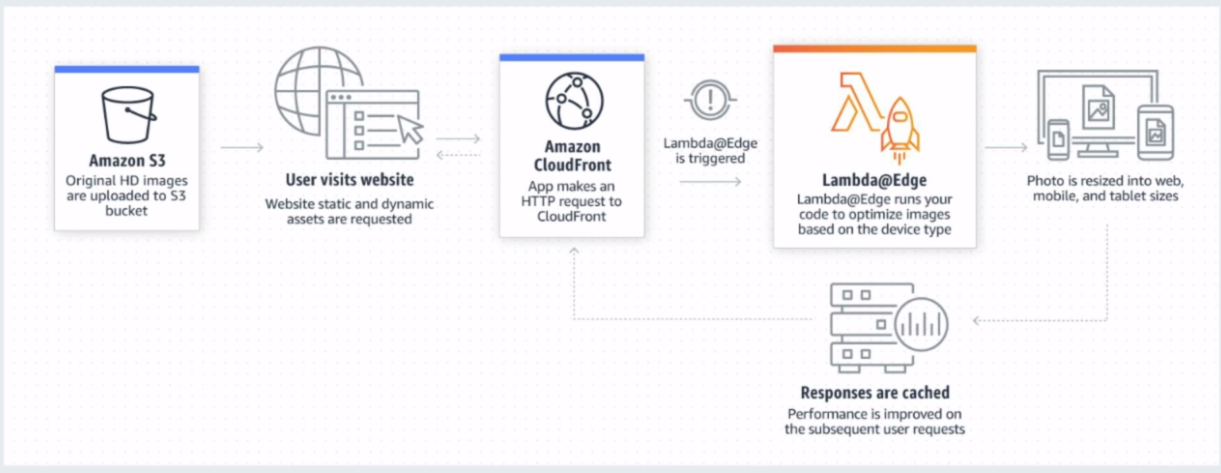 Amazon S3
Original HD images
are uploaded to S3
bucket
User visits website
Website static and dynamic
assets are requested
Amazon
CloudFront
App makes an
HTTP request to
CloudFront
Lambda@Edge
is triggered
Lambda@Edge
Lambda@Edge runs your
code to optimize images
based on the device type
Photo is resized into web,
mobile, and tablet sizes
Responses are cached
Performance is improved on
the subsequent user requests